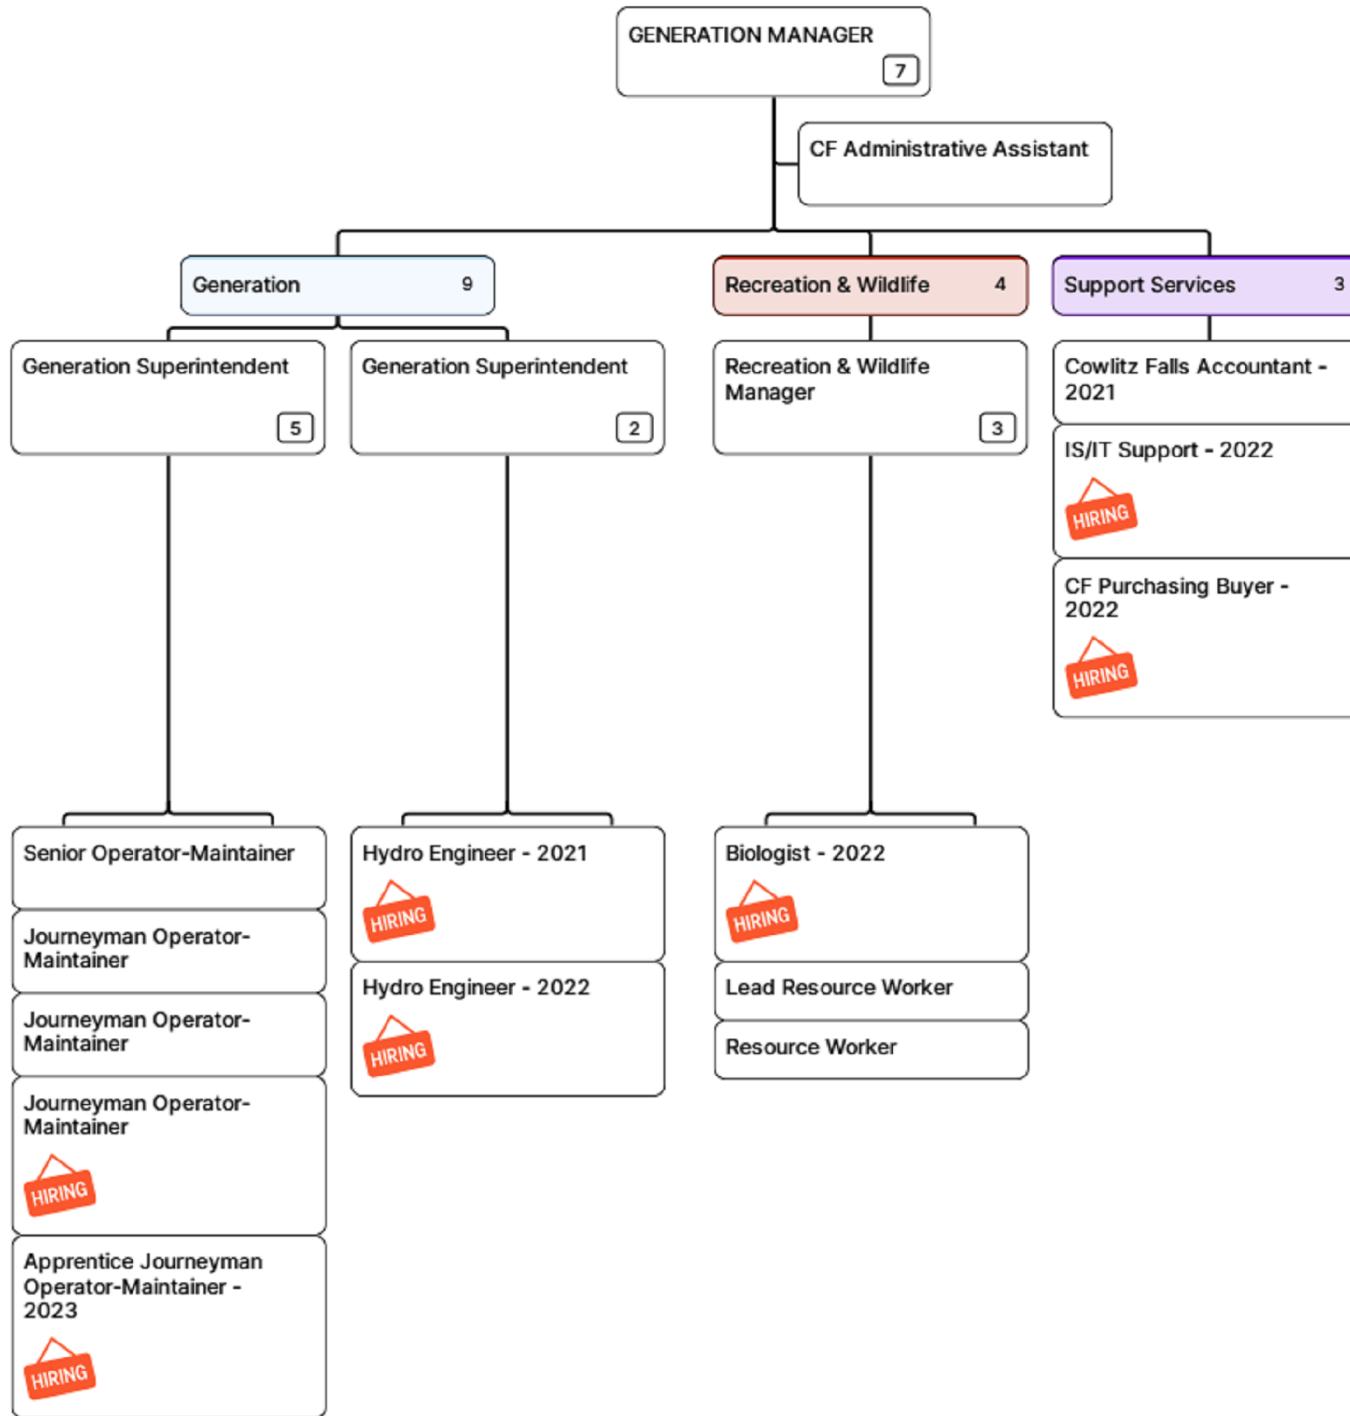 GENERATION MANAGER
7
CF Administrative Assistant
Generation 9
Recreation & Wildlife 4
Support Services 3
Generation Superintendent
5
Generation Superintendent
2
Recreation & Wildlife
Manager
3
Cowlitz Falls Accountant -
2021
IS/IT Support - 2022
HIRING
CF Purchasing Buyer -
2022
HIRING
Senior Operator-Maintainer
Journeyman Operator-
Maintainer
Journeyman Operator-
Maintainer
Journeyman Operator-
Maintainer
HIRING
Apprentice Journeyman
Operator-Maintainer -
2023
HIRING
Hydro Engineer - 2021
HIRING
Hydro Engineer - 2022
HIRING
Biologist - 2022
HIRING
Lead Resource Worker
Resource Worker